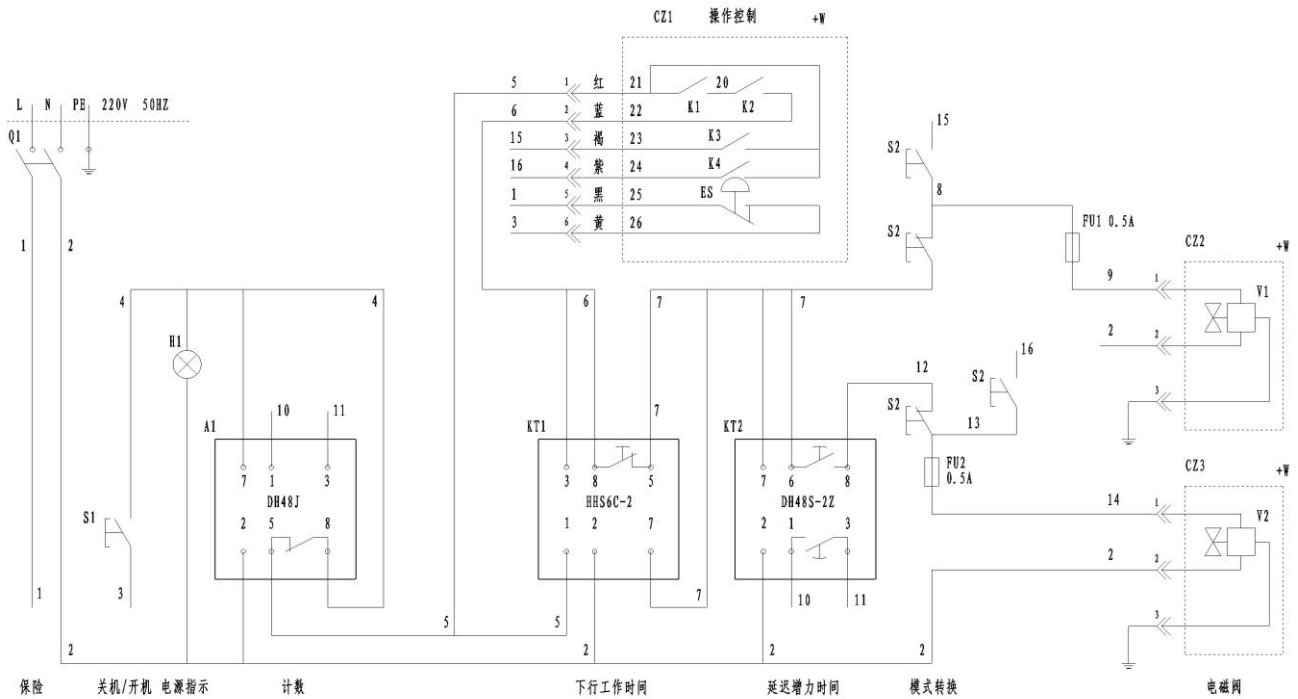 CZ1 操作控制 +W
5 1 红 21 20
K1 K2
6 2 蓝 22
15 3 褐 23 K3
16 4 紫 24 K4
1 5 黑 25 ES
3 6 黄 26
L N PE 220V 50HZ
Q1
1 2
15
S2
8
S2
FU1 0.5A
CZ2 +W
9 1
V1
2 2
3
4 4
6 7 7
H1
16
12 S2
S2
13
7
A1 10 11
7 1 3
DH48J
2 5 8
KT1
3 8 5
HHS6C-2
1 2 7
KT2
7 6 8
DH48S-2Z
2 1 3
FU2
0.5A
CZ3 +W
14 1
V2
2 2
3
S1
1 3
7
10 11
5 5
2 2 2 2
保险 关机/开机 电源指示 计数 下行工作时间 延迟增力时间 模式转换 电磁阀